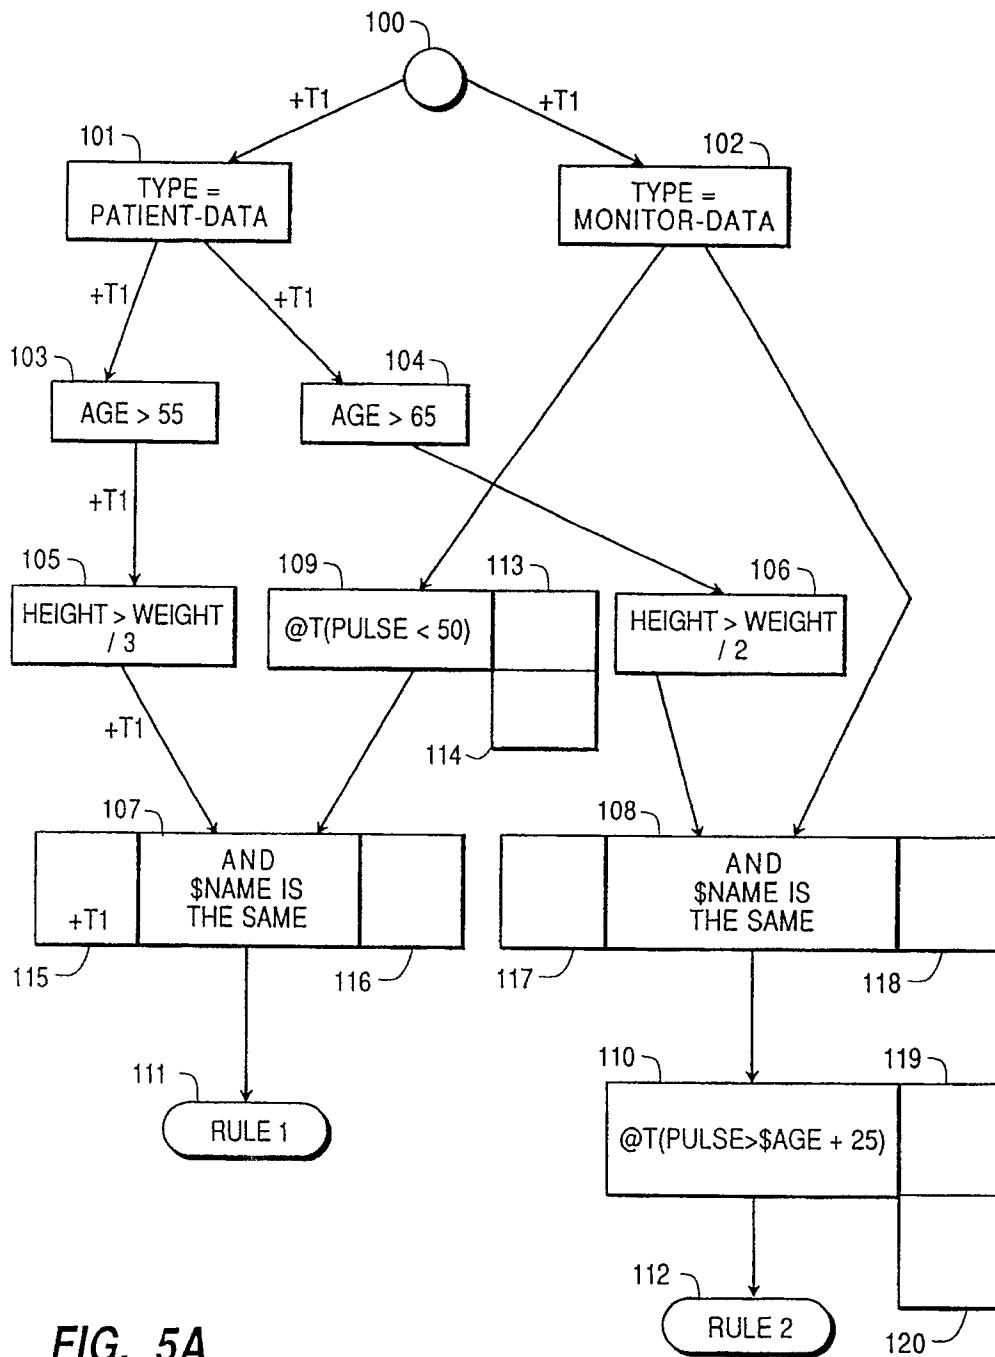 100
+T1
+T1
101
102
TYPE =
PATIENT-DATA
TYPE =
MONITOR-DATA
+T1
+T1
103
104
AGE > 55
AGE > 65
+T1
105
109
113
106
HEIGHT > WEIGHT
/ 3
@T(PULSE < 50)
HEIGHT > WEIGHT
/ 2
+T1
114
107
108
AND
$NAME IS
THE SAME
+T1
AND
$NAME IS
THE SAME
115
116
117
118
110
119
111
RULE 1
@T(PULSE>$AGE + 25)
112
RULE 2
120
FIG. 5A